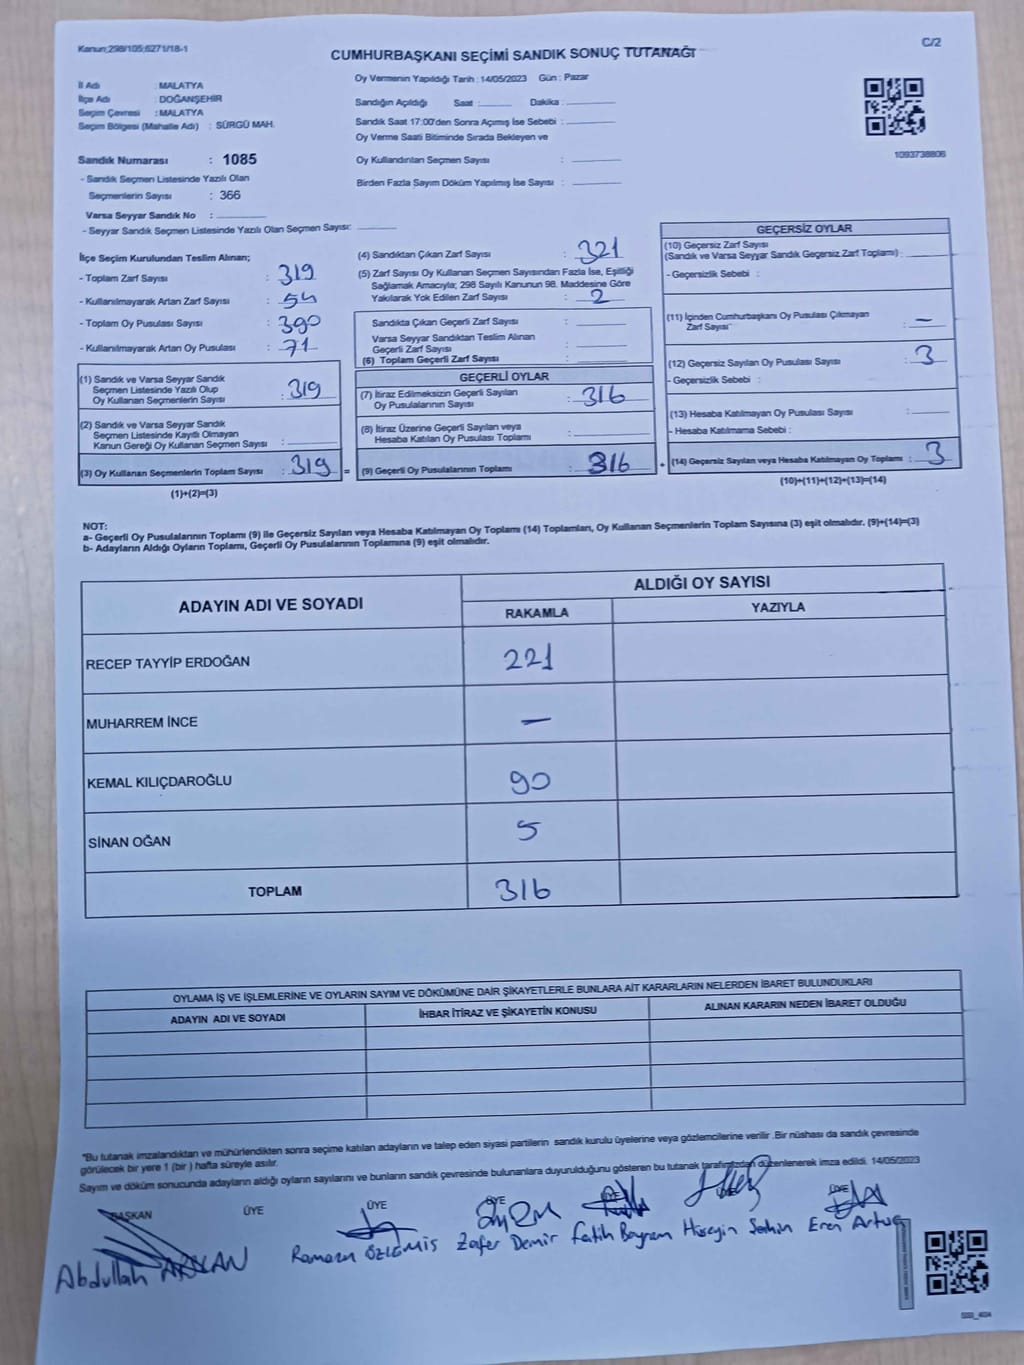 Kanun;298/105;6271/18-1
C/2
CUMHURBAŞKANI SEÇİMİ SANDIK SONUÇ TUTANAĞI
Oy Vermenin Yapıldığı Tarih : 14/05/2023 Gün : Pazar
İl Adı : MALATYA
İlçe Adı : DOĞANŞEHİR
Seçim Çevresi : MALATYA
Seçim Bölgesi (Mahalle Adı) : SÜRGÜ MAH.
Sandığın Açıldığı Saat : Dakika :
Sandık Saat 17:00'den Sonra Açımış İse Sebebi :
Oy Verme Saati Bitiminde Sırada Bekleyen ve
Oy Kullandırılan Seçmen Sayısı :
Birden Fazla Sayım Döküm Yapılmış İse Sayısı :
1093738806
Sandık Numarası : 1085
- Sandık Seçmen Listesinde Yazılı Olan
Seçmenlerin Sayısı : 366
Varsa Seyyar Sandık No :
- Seyyar Sandık Seçmen Listesinde Yazılı Olan Seçmen Sayısı:
İlçe Seçim Kurulundan Teslim Alınan;
- Toplam Zarf Sayısı : 319
- Kullanılmayarak Artan Zarf Sayısı : 54
- Toplam Oy Pusulası Sayısı : 390
- Kullanılmayarak Artan Oy Pusulası : 71
(1) Sandık ve Varsa Seyyar Sandık
Seçmen Listesinde Yazılı Olup
Oy Kullanan Seçmenlerin Sayısı : 319
(2) Sandık ve Varsa Seyyar Sandık
Seçmen Listesinde Kayıtlı Olmayan
Kanun Gereği Oy Kullanan Seçmen Sayısı :
(3) Oy Kullanan Seçmenlerin Toplam Sayısı : 319 =
(1)+(2)=(3)
(4) Sandıktan Çıkan Zarf Sayısı : 321
(5) Zarf Sayısı Oy Kullanan Seçmen Sayısından Fazla İse, Eşitliği
Sağlamak Amacıyla; 298 Sayılı Kanunun 98. Maddesine Göre
Yakılarak Yok Edilen Zarf Sayısı : 2
Sandıkta Çıkan Geçerli Zarf Sayısı :
Varsa Seyyar Sandıktan Teslim Alınan
Geçerli Zarf Sayısı :
(6) Toplam Geçerli Zarf Sayısı :
GEÇERLİ OYLAR
(7) İtiraz Edilmeksizin Geçerli Sayılan
Oy Pusulalarının Sayısı : 316
(8) İtiraz Üzerine Geçerli Sayılan veya
Hesaba Katılan Oy Pusulası Toplamı :
(9) Geçerli Oy Pusulalarının Toplamı : 316 +
GEÇERSİZ OYLAR
(10) Geçersiz Zarf Sayısı
(Sandık ve Varsa Seyyar Sandık Geçersiz Zarf Toplamı) :
- Geçersizlik Sebebi :
(11) İçinden Cumhurbaşkanı Oy Pusulası Çıkmayan
Zarf Sayısı : —
(12) Geçersiz Sayılan Oy Pusulası Sayısı : 3
- Geçersizlik Sebebi :
(13) Hesaba Katılmayan Oy Pusulası Sayısı :
- Hesaba Katılmama Sebebi :
(14) Geçersiz Sayılan veya Hesaba Katılmayan Oy Toplamı : 3
(10)+(11)+(12)+(13)=(14)
NOT:
a- Geçerli Oy Pusulalarının Toplamı (9) ile Geçersiz Sayılan veya Hesaba Katılmayan Oy Toplamı (14) Toplamları, Oy Kullanan Seçmenlerin Toplam Sayısına (3) eşit olmalıdır. (9)+(14)=(3)
b- Adayların Aldığı Oyların Toplamı, Geçerli Oy Pusulalarının Toplamına (9) eşit olmalıdır.
ADAYIN ADI VE SOYADI
ALDIĞI OY SAYISI
RAKAMLA YAZIYLA
RECEP TAYYİP ERDOĞAN 221
MUHARREM İNCE —
KEMAL KILIÇDAROĞLU 90
SİNAN OĞAN 5
TOPLAM 316
OYLAMA İŞ VE İŞLEMLERİNE VE OYLARIN SAYIM VE DÖKÜMÜNE DAİR ŞİKAYETLERLE BUNLARA AİT KARARLARIN NELERDEN İBARET BULUNDUKLARI
ADAYIN ADI VE SOYADI İHBAR İTİRAZ VE ŞİKAYETİN KONUSU ALINAN KARARIN NEDEN İBARET OLDUĞU
*Bu tutanak imzalandıktan ve mühürlendikten sonra seçime katılan adayların ve talep eden siyasi partilerin sandık kurulu üyelerine veya gözlemcilerine verilir .Bir nüshası da sandık çevresinde
görülecek bir yere 1 (bir ) hafta süreyle asılır.
Sayım ve döküm sonucunda adayların aldığı oyların sayılarını ve bunların sandık çevresinde bulunanlara duyurulduğunu gösteren bu tutanak tarafımızdan düzenlenerek imza edildi. 14/05/2023
BAŞKAN ÜYE ÜYE ÜYE ÜYE ÜYE ÜYE
Abdullah ARXAN Ramazan ÖZLEMİS Zafer Demir Fatih Bayram Hüseyin Şahin Eren Artuç